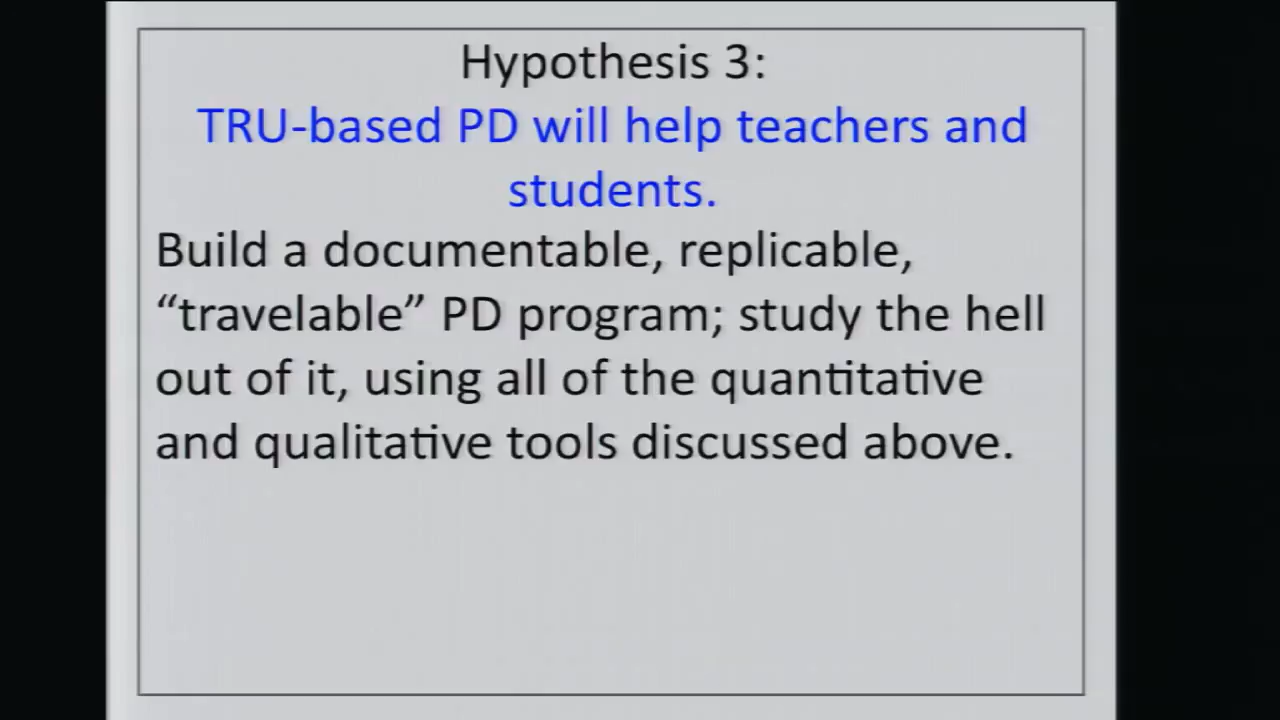 Hypothesis 3:
TRU-based PD will help teachers and
students.
Build a documentable, replicable,
“travelable” PD program; study the hell
out of it, using all of the quantitative
and qualitative tools discussed above.